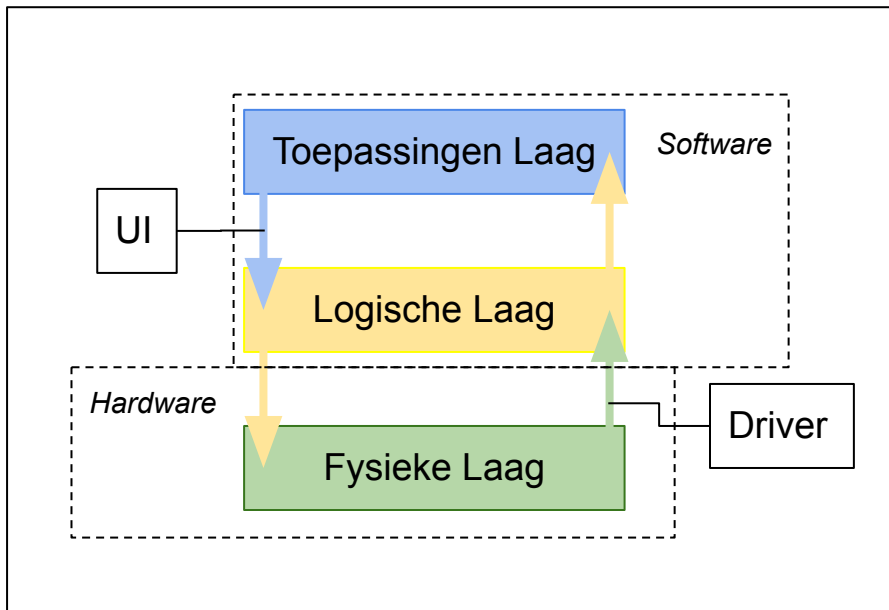 Toepassingen Laag
Software
UI
Logische Laag
Hardware
Driver
Fysieke Laag